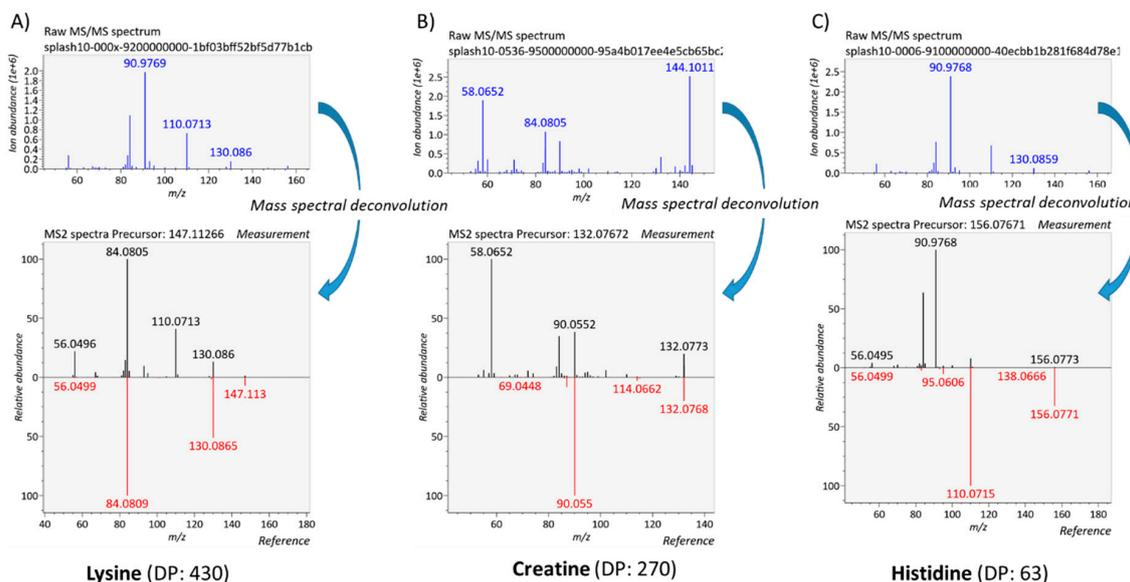 A)
Raw MS/MS spectrum
splash10-000x-9200000000-1bf03bff52bf5d77b1cb
Ion abundance (1e+6)
2.0
1.8
1.6
1.4
1.2
1.0
0.8
0.6
0.4
0.2
0.0
90.9769
110.0713
130.086
60 80 100 120 140 160
m/z
Mass spectral deconvolution
MS2 spectra Precursor: 147.11266 Measurement
Relative abundance Relative abundance
100
50
0
50
100
84.0805
110.0713
56.0496
130.086
56.0499
147.113
130.0865
84.0809
40 60 80 100 120 140 160 180
m/z
Reference
Lysine (DP: 430)
B)
Raw MS/MS spectrum
splash10-0536-9500000000-95a4b017ee4e5cb65bc
Ion abundance (1e+6)
2.5
2.0
1.5
1.0
0.5
0.0
144.1011
58.0652
84.0805
60 80 100 120 140
m/z
Mass spectral deconvolution
MS2 spectra Precursor: 132.07672 Measurement
Relative abundance Relative abundance
100
50
0
50
100
58.0652
90.0552
132.0773
69.0448
114.0662
132.0768
90.055
60 80 100 120 140
m/z
Reference
Creatine (DP: 270)
C)
Raw MS/MS spectrum
splash10-0006-9100000000-40ecbb1b281f684d78e1
Ion abundance (1e+6)
2.5
2.0
1.5
1.0
0.5
0.0
90.9768
130.0859
60 80 100 120 140 160
m/z
Mass spectral deconvolution
MS2 spectra Precursor: 156.07671 Measurement
Relative abundance Relative abundance
100
50
0
50
100
90.9768
56.0495
156.0773
56.0499
95.0606
138.0666
156.0771
110.0715
60 80 100 120 140 160 180
m/z
Reference
Histidine (DP: 63)